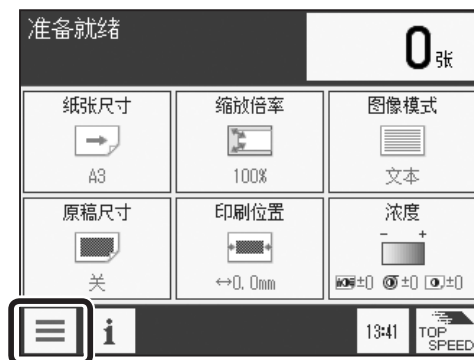 准备就绪
0张
纸张尺寸 缩放倍率 图像模式
A3 100% 文本
原稿尺寸 印刷位置 浓度
- +
关 ↔0.0mm ±0 ±0 ±0
i 13:41 TOP SPEED